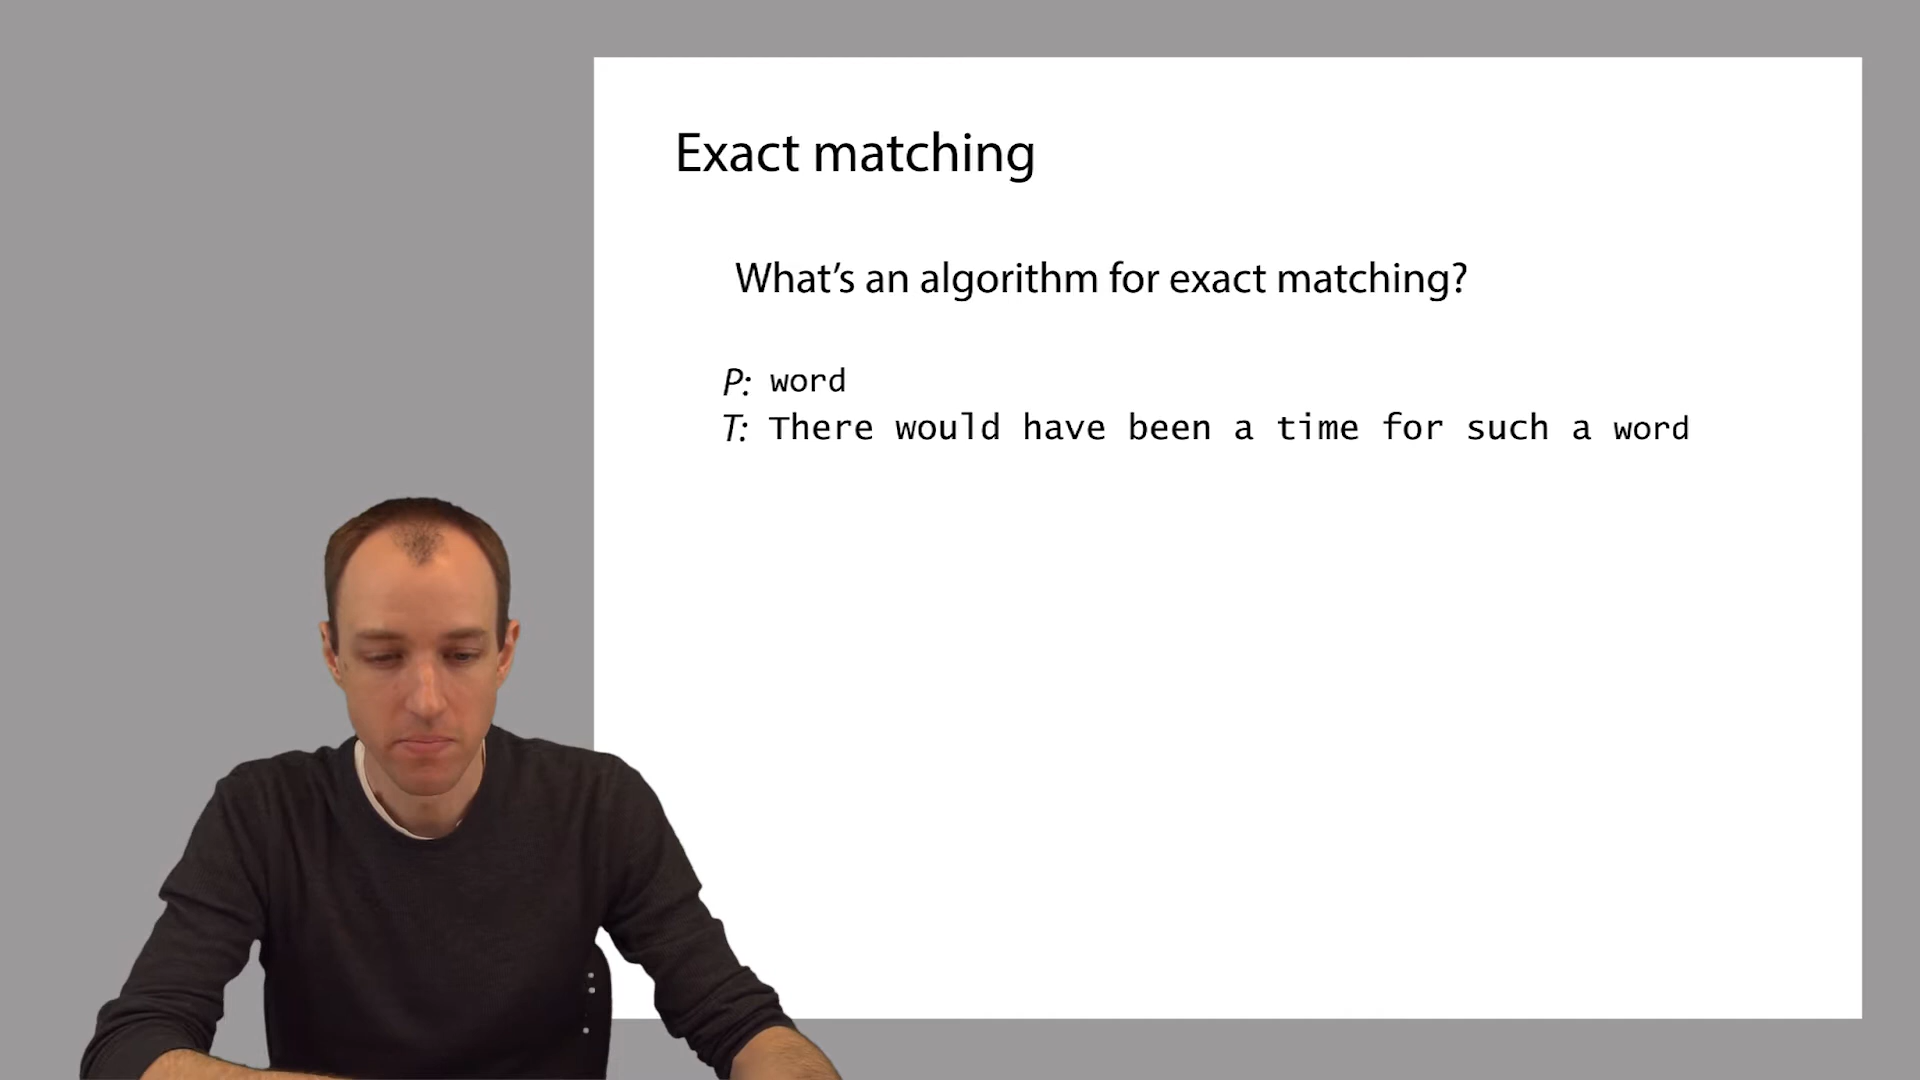 Exact matching
What’s an algorithm for exact matching?
P: word
T: There would have been a time for such a word